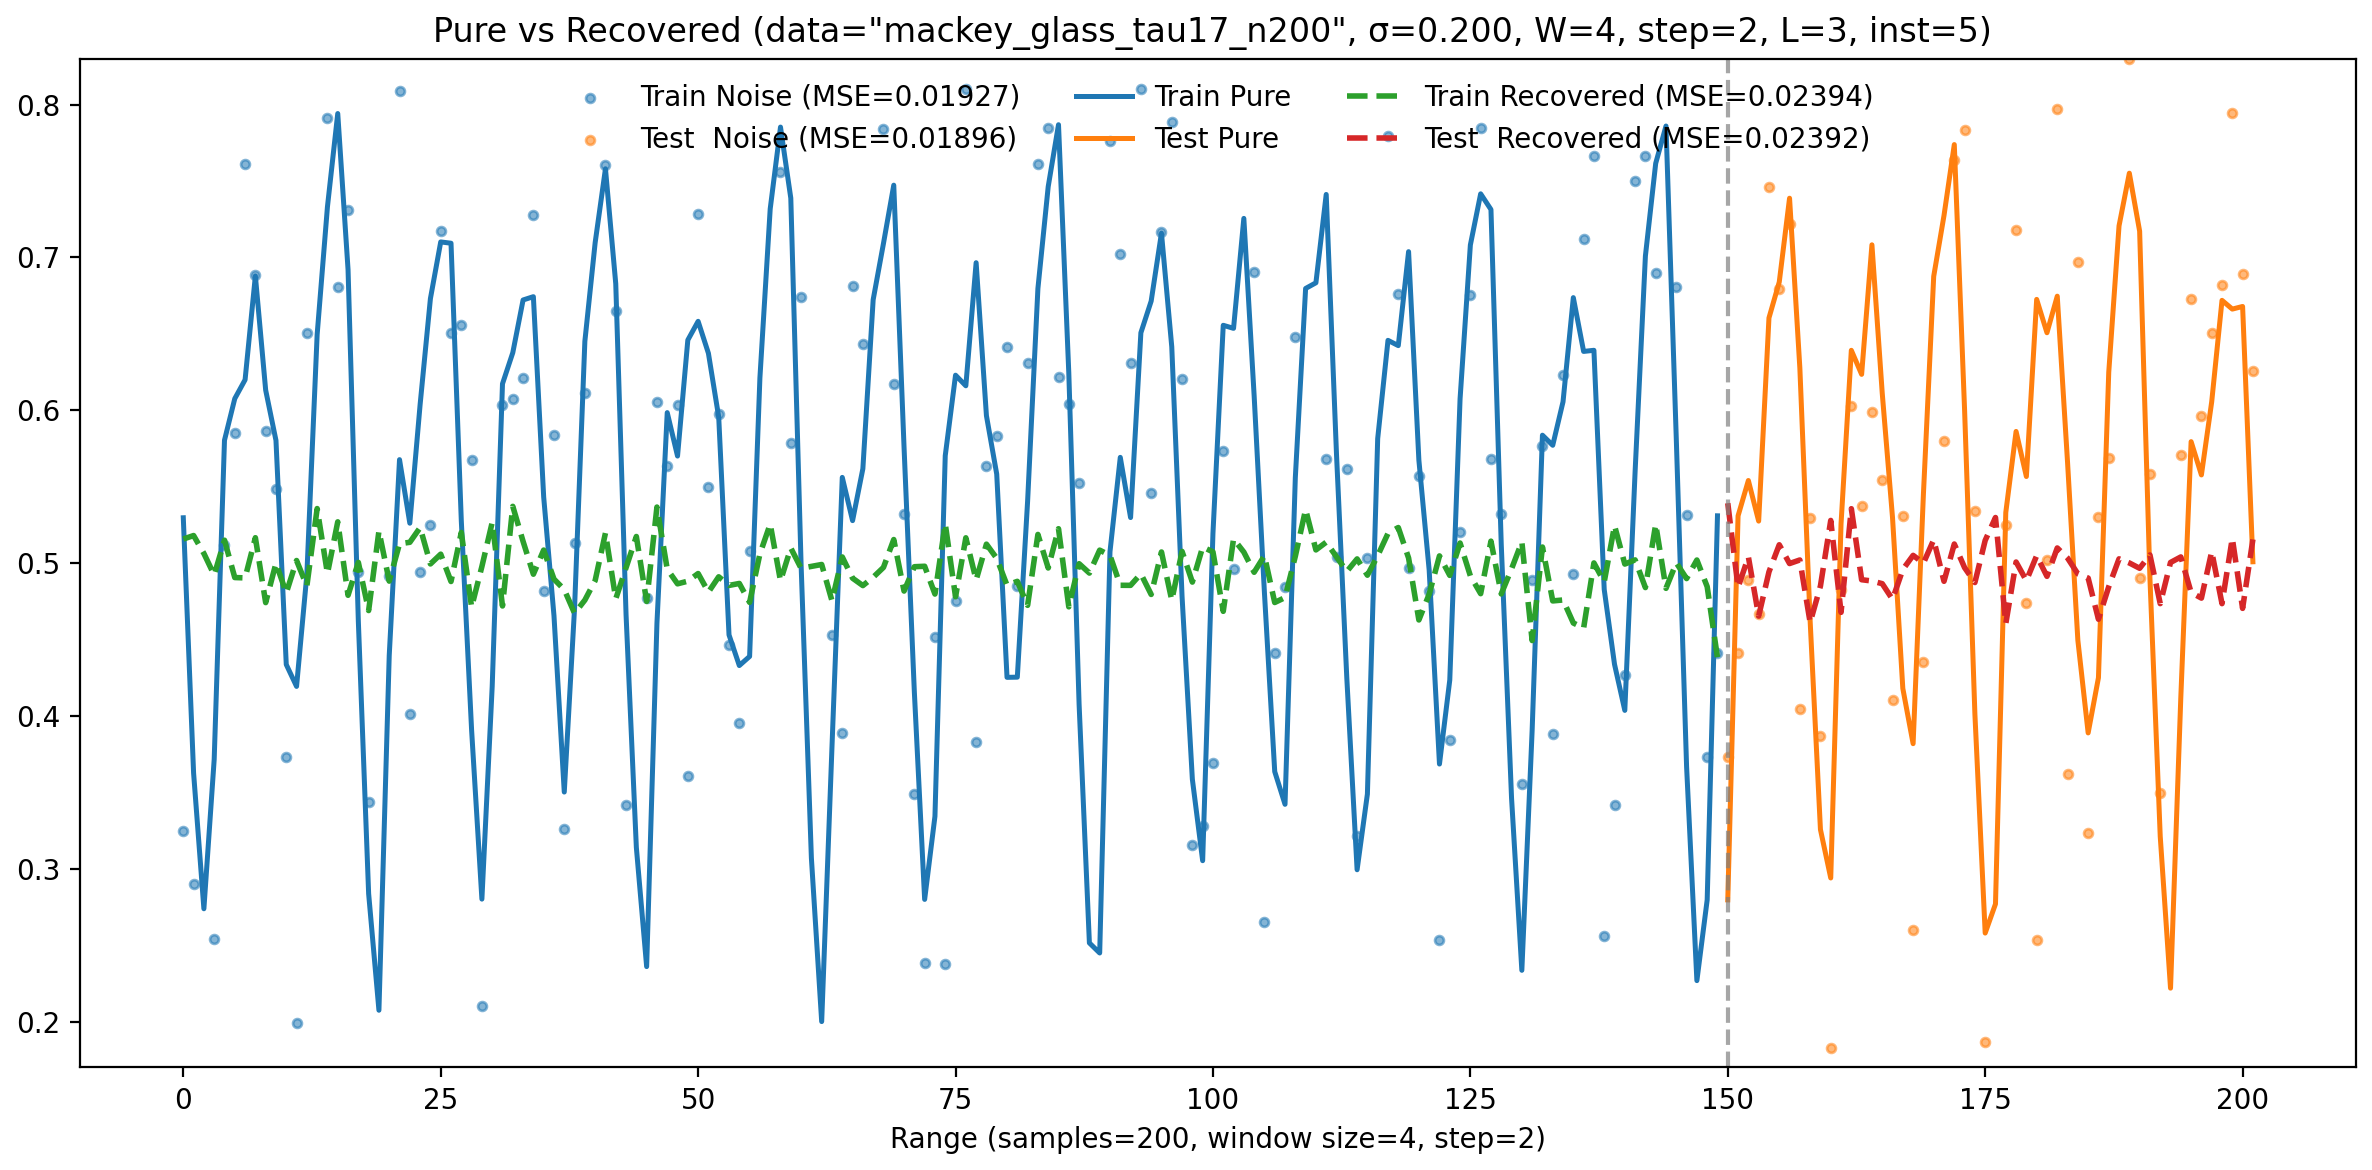 Pure vs Recovered (data="mackey_glass_tau17_n200", σ=0.200, W=4, step=2, L=3, inst=5)
Train Noise (MSE=0.01927)
Test  Noise (MSE=0.01896)
Train Pure
Test Pure
Train Recovered (MSE=0.02394)
Test  Recovered (MSE=0.02392)
0.8
0.7
0.6
0.5
0.4
0.3
0.2
0 25 50 75 100 125 150 175 200
Range (samples=200, window size=4, step=2)